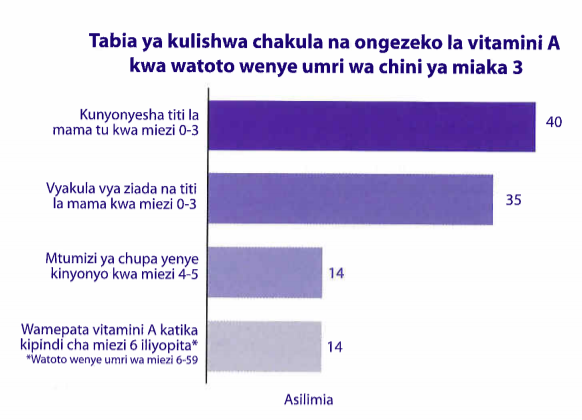 Tabia ya kulishwa chakula na ongezeko la vitamini A
kwa watoto wenye umri wa chini ya miaka 3
Kunyonyesha titi la
mama tu kwa miezi 0-3
40
Vyakula vya ziada na titi
la mama kwa miezi 0-3
35
Mtumizi ya chupa yenye
kinyonyo kwa miezi 4-5
14
Wamepata vitamini A katika
kipindi cha miezi 6 iliyopita*
*Watoto wenye umri wa miezi 6-59
14
Asilimia